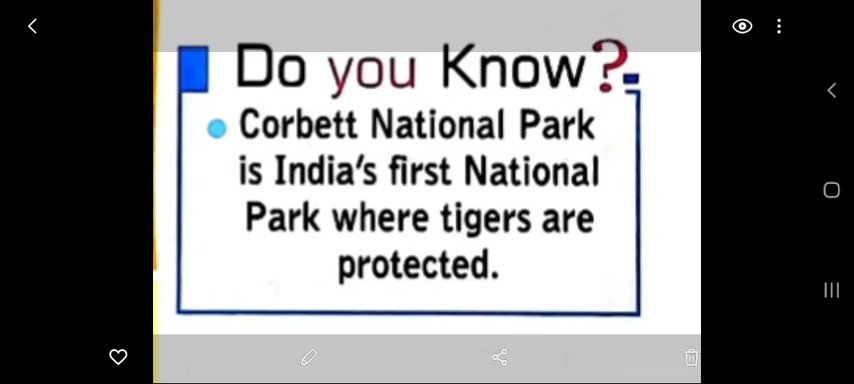 Do you Know?
Corbett National Park
is India's first National
Park where tigers are
protected.